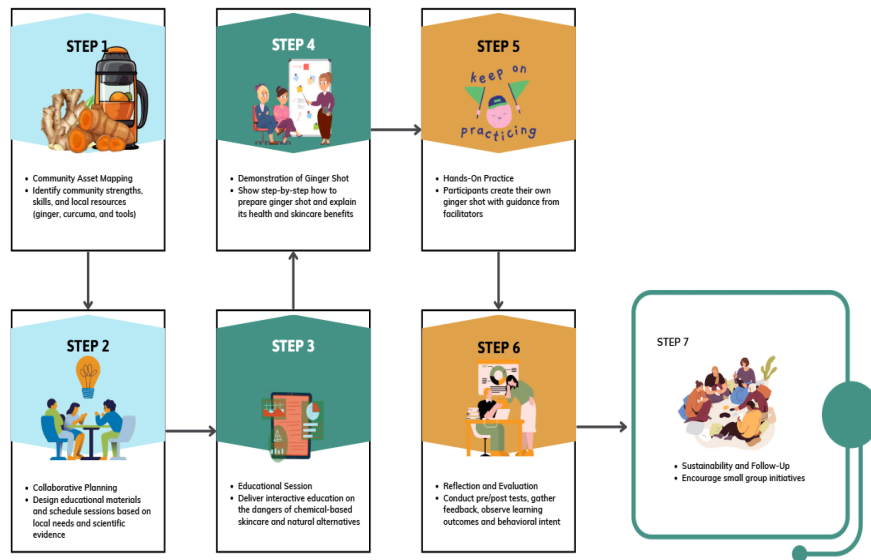 STEP 1
• Community Asset Mapping
• Identify community strengths,
skills, and local resources
(ginger, curcuma, and tools)
STEP 2
Collaborative Planning
• Design educational materials
and schedule sessions based on
local needs and scientific
evidence
STEP 3
Educational Session
• Deliver interactive education on
the dangers of chemical-based
skincare and natural alternatives
STEP 4
• Demonstration of Ginger Shot
• Show step-by-step how to
prepare ginger shot and explain
its health and skincare benefits
STEP 5
keep on
practicing
• Hands-On Practice
• Participants create their own
ginger shot with guidance from
facilitators
STEP 6
Reflection and Evaluation
• Conduct pre/post tests, gather
feedback, observe learning
outcomes and behavioral intent
STEP 7
• Sustainability and Follow-Up
• Encourage small group initiatives